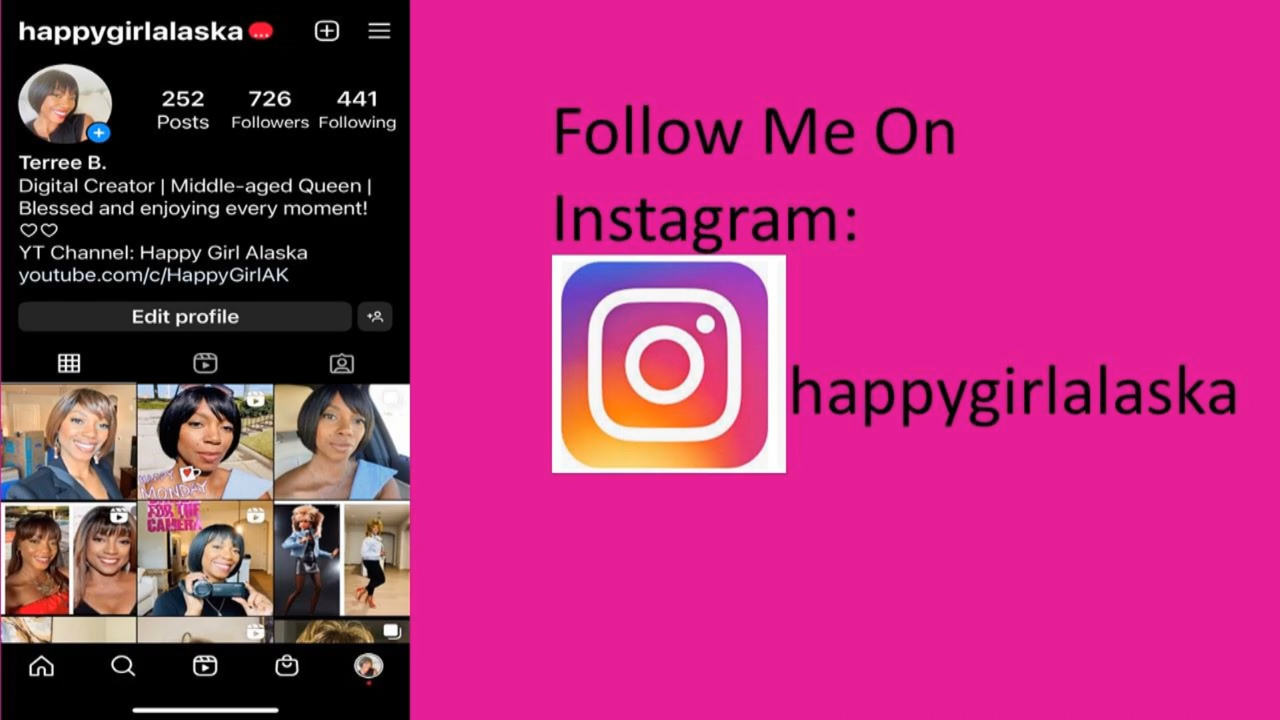 happygirlalaska
252 726 441
Posts Followers Following
Terree B.
Digital Creator | Middle-aged Queen |
Blessed and enjoying every moment!
♡♡
YT Channel: Happy Girl Alaska
youtube.com/c/HappyGirlAK
Edit profile
HAPPY
MONDAY
FOR THE
CAMERA
Follow Me On
Instagram:
happygirlalaska